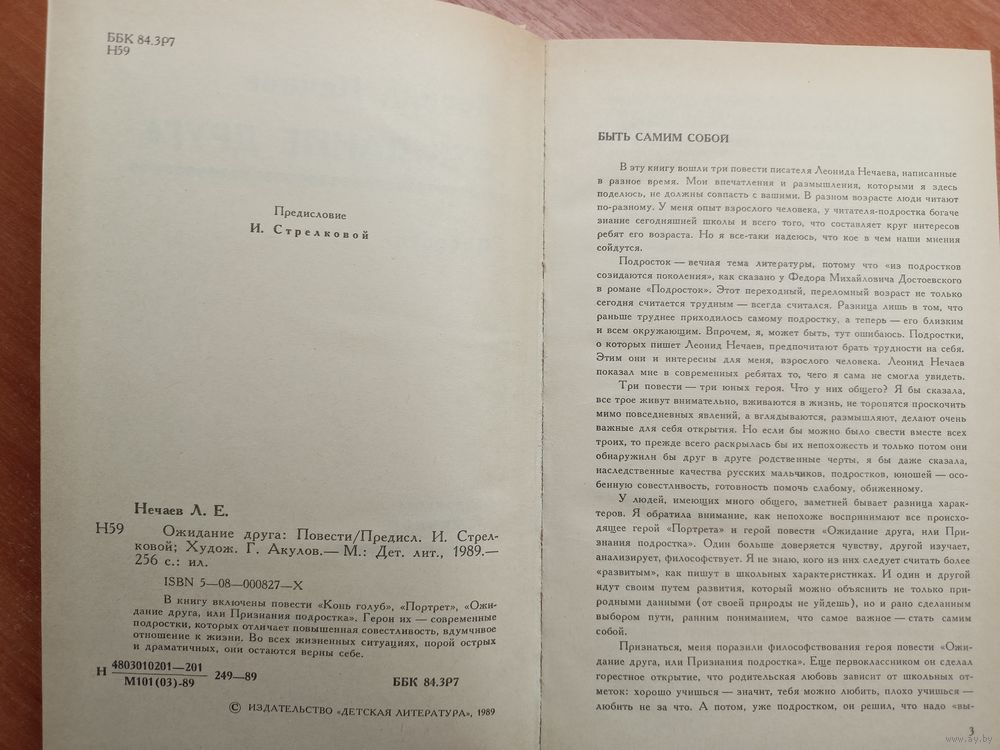 ББК 84.3Р7
Н59
Предисловие
И. Стрелковой
Нечаев Л. Е.
Н59
Ожидание друга: Повести/Предисл. И. Стрел-
ковой; Худож. Г. Акулов.— М.: Дет. лит., 1989.—
256 с.: ил.
ISBN 5—08—000827—X
В книгу включены повести «Конь голуб», «Портрет», «Ожи-
дание друга, или Признания подростка». Герои их — современные
подростки, которых отличает повышенная совестливость, вдумчивое
отношение к жизни. Во всех жизненных ситуациях, порой острых
и драматичных, они остаются верны себе.
Н 4803010201—201
М101(03)-89
249—89
ББК 84.3Р7
© ИЗДАТЕЛЬСТВО «ДЕТСКАЯ ЛИТЕРАТУРА», 1989
БЫТЬ САМИМ СОБОЙ
В эту книгу вошли три повести писателя Леонида Нечаева, написанные
в разное время. Мои впечатления и размышления, которыми я здесь
поделюсь, не должны совпасть с вашими. В разном возрасте люди читают
по-разному. У меня опыт взрослого человека, у читателя-подростка богаче
знание сегодняшней школы и всего того, что составляет круг интересов
ребят его возраста. Но я все-таки надеюсь, что кое в чем наши мнения
сойдутся.
Подросток — вечная тема литературы, потому что «из подростков
созидаются поколения», как сказано у Федора Михайловича Достоевского
в романе «Подросток». Этот переходный, переломный возраст не только
сегодня считается трудным — всегда считался. Разница лишь в том, что
раньше труднее приходилось самому подростку, а теперь — его близким
и всем окружающим. Впрочем, я, может быть, тут ошибаюсь. Подростки,
о которых пишет Леонид Нечаев, предпочитают брать трудности на себя.
Этим они и интересны для меня, взрослого человека. Леонид Нечаев
показал мне в современных ребятах то, чего я сама не смогла увидеть.
Три повести — три юных героя. Что у них общего? Я бы сказала,
все трое живут внимательно, вживаются в жизнь, не торопятся проскочить
мимо повседневных явлений, а вглядываются, размышляют, делают очень
важные для себя открытия. Но если бы можно было свести вместе всех
троих, то прежде всего раскрылась бы их непохожесть и только потом они
обнаружили бы друг в друге родственные черты, я бы даже сказала,
наследственные качества русских мальчиков, подростков, юношей — осо-
бенную совестливость, готовность помочь слабому, обиженному.
У людей, имеющих много общего, заметней бывает разница харак-
теров. Я обратила внимание, как непохоже воспринимают все происхо-
дящее герой «Портрета» и герой повести «Ожидание друга, или При-
знания подростка». Один больше доверяется чувству, другой изучает,
анализирует, философствует. Я не знаю, кого из них следует считать более
«развитым», как пишут в школьных характеристиках. И один и другой
идут своим путем развития, который можно объяснить не только при-
родными данными (от своей природы не уйдешь), но и рано сделанным
выбором пути, ранним пониманием, что самое важное — стать самим
собой.
Признаться, меня поразили философствования героя повести «Ожи-
дание друга, или Признания подростка». Еще первоклассником он сделал
горестное открытие, что родительская любовь зависит от школьных от-
меток: хорошо учишься — значит, тебя можно любить, плохо учишься —
любить не за что. А потом, уже подростком, он решил, что надо «вы-
3
www.ay.by